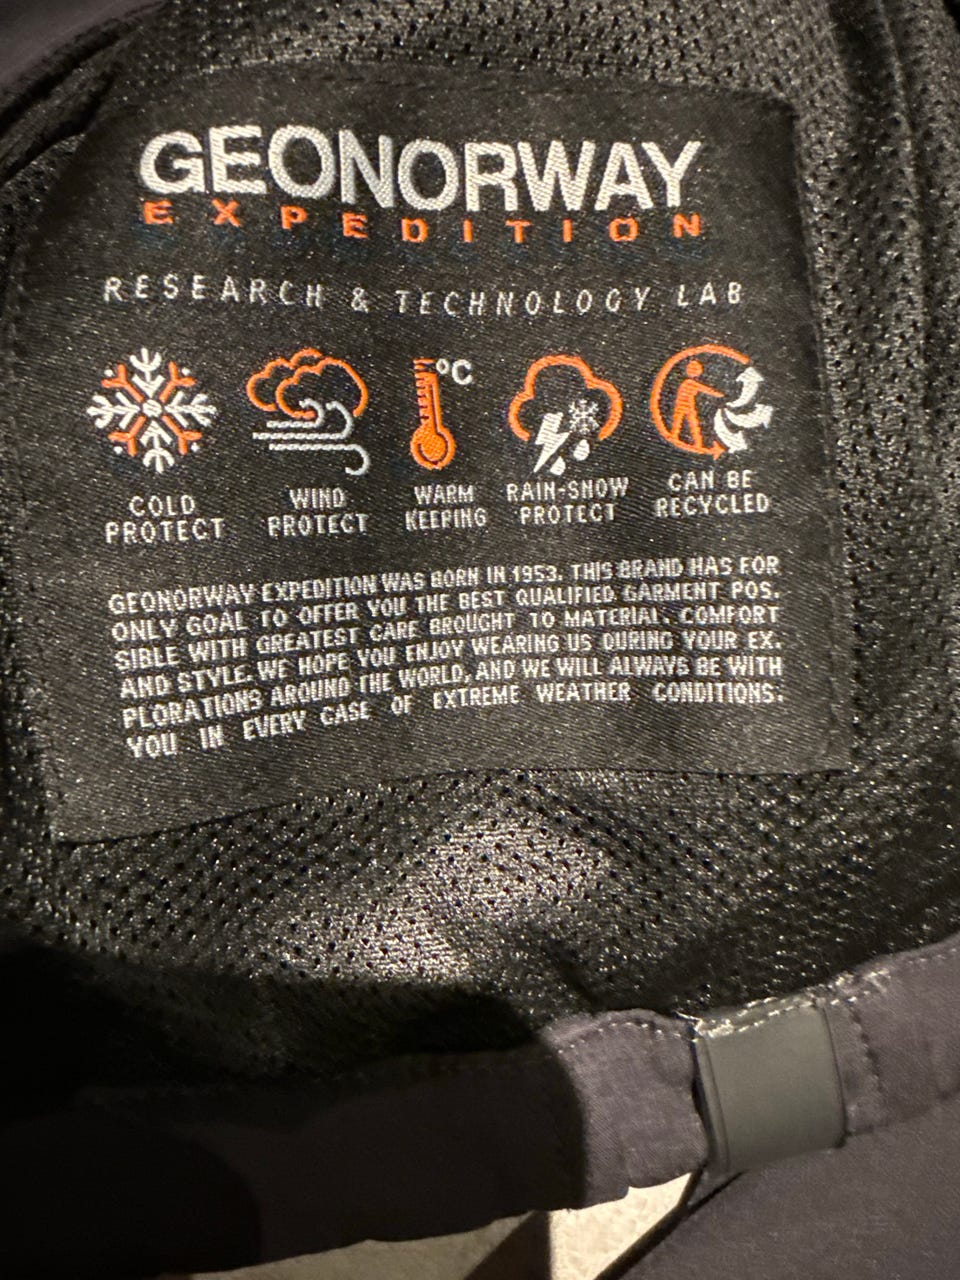 GEONORWAY
EXPEDITION
RESEARCH & TECHNOLOGY LAB
°C
COLD
PROTECT
WIND
PROTECT
WARM
KEEPING
RAIN-SNOW
PROTECT
CAN BE
RECYCLED
GEONORWAY EXPEDITION WAS BORN IN 1953. THIS BRAND HAS FOR
ONLY GOAL TO OFFER YOU THE BEST QUALIFIED GARMENT POS.
SIBLE WITH GREATEST CARE BROUGHT TO MATERIAL. COMFORT
AND STYLE. WE HOPE YOU ENJOY WEARING US DURING YOUR EX.
PLORATIONS AROUND THE WORLD, AND WE WILL ALWAYS BE WITH
YOU IN EVERY CASE OF EXTREME WEATHER CONDITIONS.